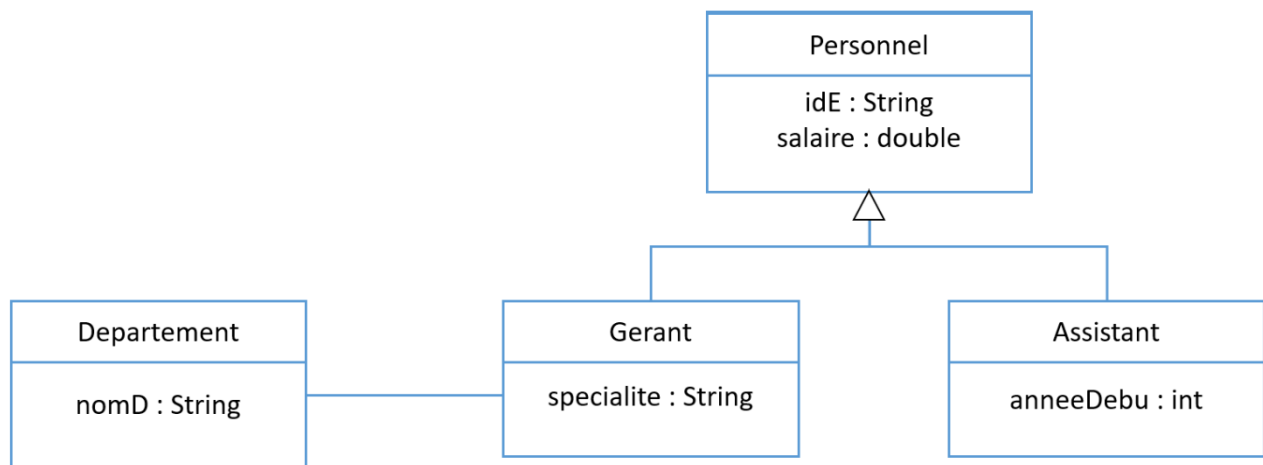 Personnel
idE : String
salaire : double
Departement
nomD : String
Gerant
specialite : String
Assistant
anneeDebu : int